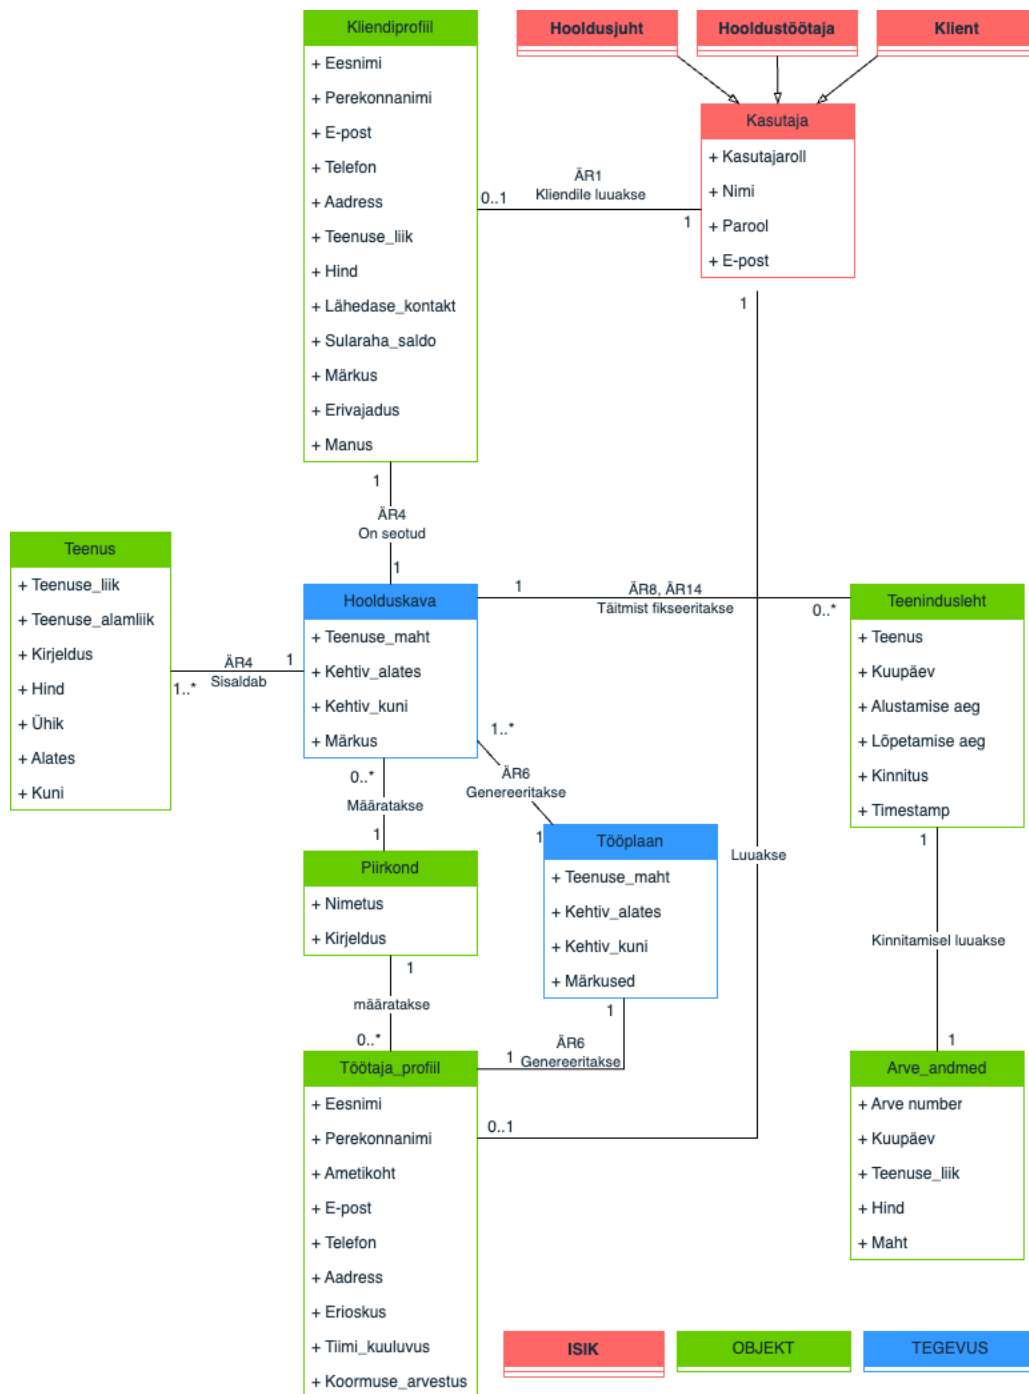 Kliendiprofiil
+ Eesnimi
+ Perekonnanimi
+ E-post
+ Telefon
+ Aadress
+ Teenuse_liik
+ Hind
+ Lähedase_kontakt
+ Sularaha_saldo
+ Märkus
+ Erivajadus
+ Manus
Hooldusjuht
Hooldustöötaja
Klient
Kasutaja
+ Kasutajaroll
+ Nimi
+ Parool
+ E-post
ÄR1
Kliendile luuakse
0..1
1
1
1
ÄR4
On seotud
1
Teenus
+ Teenuse_liik
+ Teenuse_alamliik
+ Kirjeldus
+ Hind
+ Ühik
+ Alates
+ Kuni
ÄR4
Sisaldab
1
1..*
Hoolduskava
+ Teenuse_maht
+ Kehtiv_alates
+ Kehtiv_kuni
+ Märkus
1
ÄR8, ÄR14
Täitmist fikseeritakse
0..*
Teenindusleht
+ Teenus
+ Kuupäev
+ Alustamise aeg
+ Lõpetamise aeg
+ Kinnitus
+ Timestamp
1..*
ÄR6
Genereeritakse
1
0..*
Määratakse
1
Piirkond
+ Nimetus
+ Kirjeldus
Tööplaan
+ Teenuse_maht
+ Kehtiv_alates
+ Kehtiv_kuni
+ Märkused
Luuakse
1
Kinnitamisel luuakse
1
1
määratakse
0..*
1
ÄR6
Genereeritakse
1
0..1
Töötaja_profiil
+ Eesnimi
+ Perekonnanimi
+ Ametikoht
+ E-post
+ Telefon
+ Aadress
+ Erioskus
+ Tiimi_kuuluvus
+ Koormuse_arvestus
Arve_andmed
+ Arve number
+ Kuupäev
+ Teenuse_liik
+ Hind
+ Maht
ISIK
OBJEKT
TEGEVUS